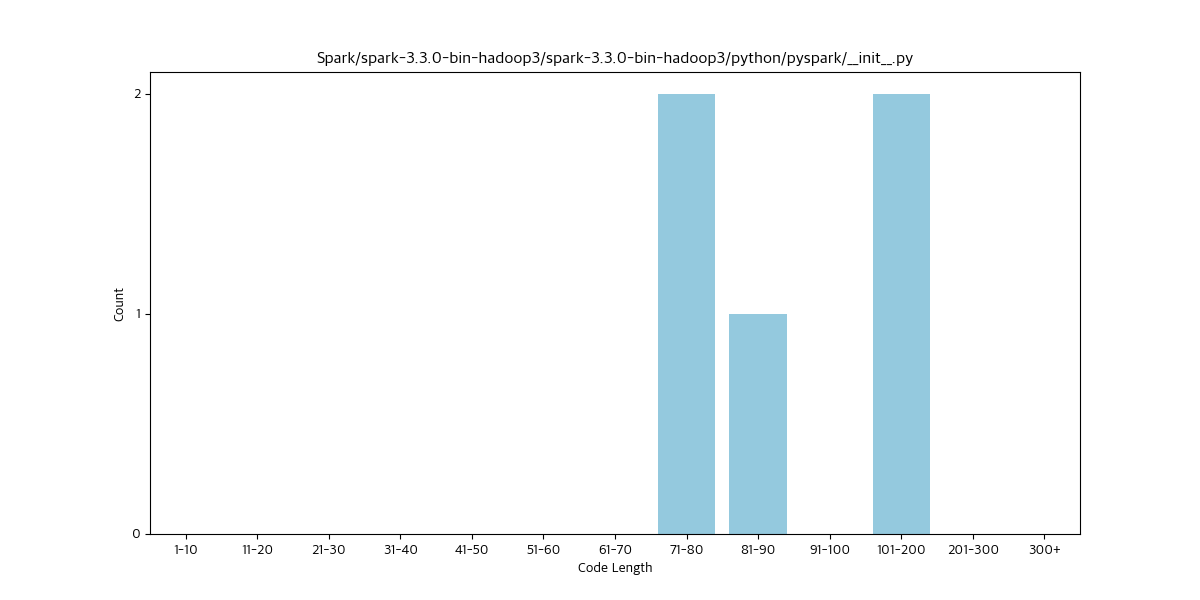 Spark/spark-3.3.0-bin-hadoop3/spark-3.3.0-bin-hadoop3/python/pyspark/__init__.py
2
1
0
Count
1-10 11-20 21-30 31-40 41-50 51-60 61-70 71-80 81-90 91-100 101-200 201-300 300+
Code Length